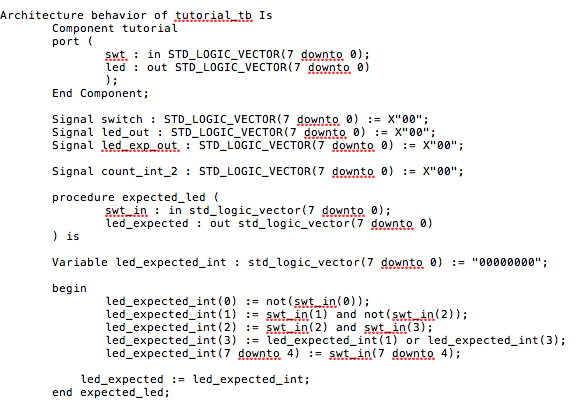 Architecture behavior of tutorial_tb Is
Component tutorial
port (
swt : in STD_LOGIC_VECTOR(7 downto 0);
led : out STD_LOGIC_VECTOR(7 downto 0)
);
End Component;
Signal switch : STD_LOGIC_VECTOR(7 downto 0) := X"00";
Signal led_out : STD_LOGIC_VECTOR(7 downto 0) := X"00";
Signal led_exp_out : STD_LOGIC_VECTOR(7 downto 0) := X"00";
Signal count_int_2 : STD_LOGIC_VECTOR(7 downto 0) := X"00";
procedure expected_led (
swt_in : in std_logic_vector(7 downto 0);
led_expected : out std_logic_vector(7 downto 0)
) is
Variable led_expected_int : std_logic_vector(7 downto 0) := "00000000";
begin
led_expected_int(0) := not(swt_in(0));
led_expected_int(1) := swt_in(1) and not(swt_in(2));
led_expected_int(2) := swt_in(2) and swt_in(3);
led_expected_int(3) := led_expected_int(1) or led_expected_int(3);
led_expected_int(7 downto 4) := swt_in(7 downto 4);
led_expected := led_expected_int;
end expected_led;